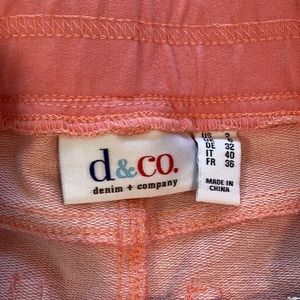 d&co.
denim + company
US 2
DE 32
IT 40
FR 36
MADE IN
CHINA